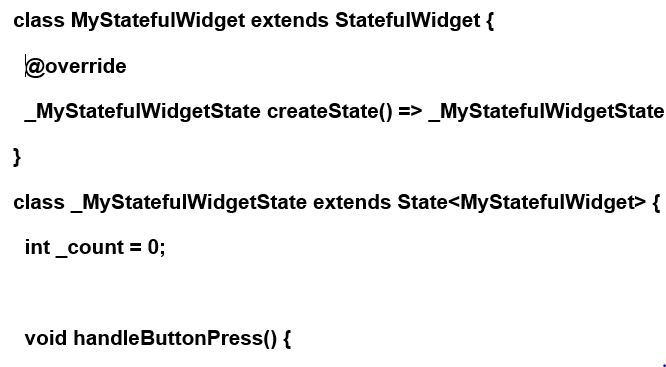 class MyStatefulWidget extends StatefulWidget {
@override
_MyStatefulWidgetState createState() => _MyStatefulWidgetState
}
class _MyStatefulWidgetState extends State<MyStatefulWidget> {
int _count = 0;
void handleButtonPress() {